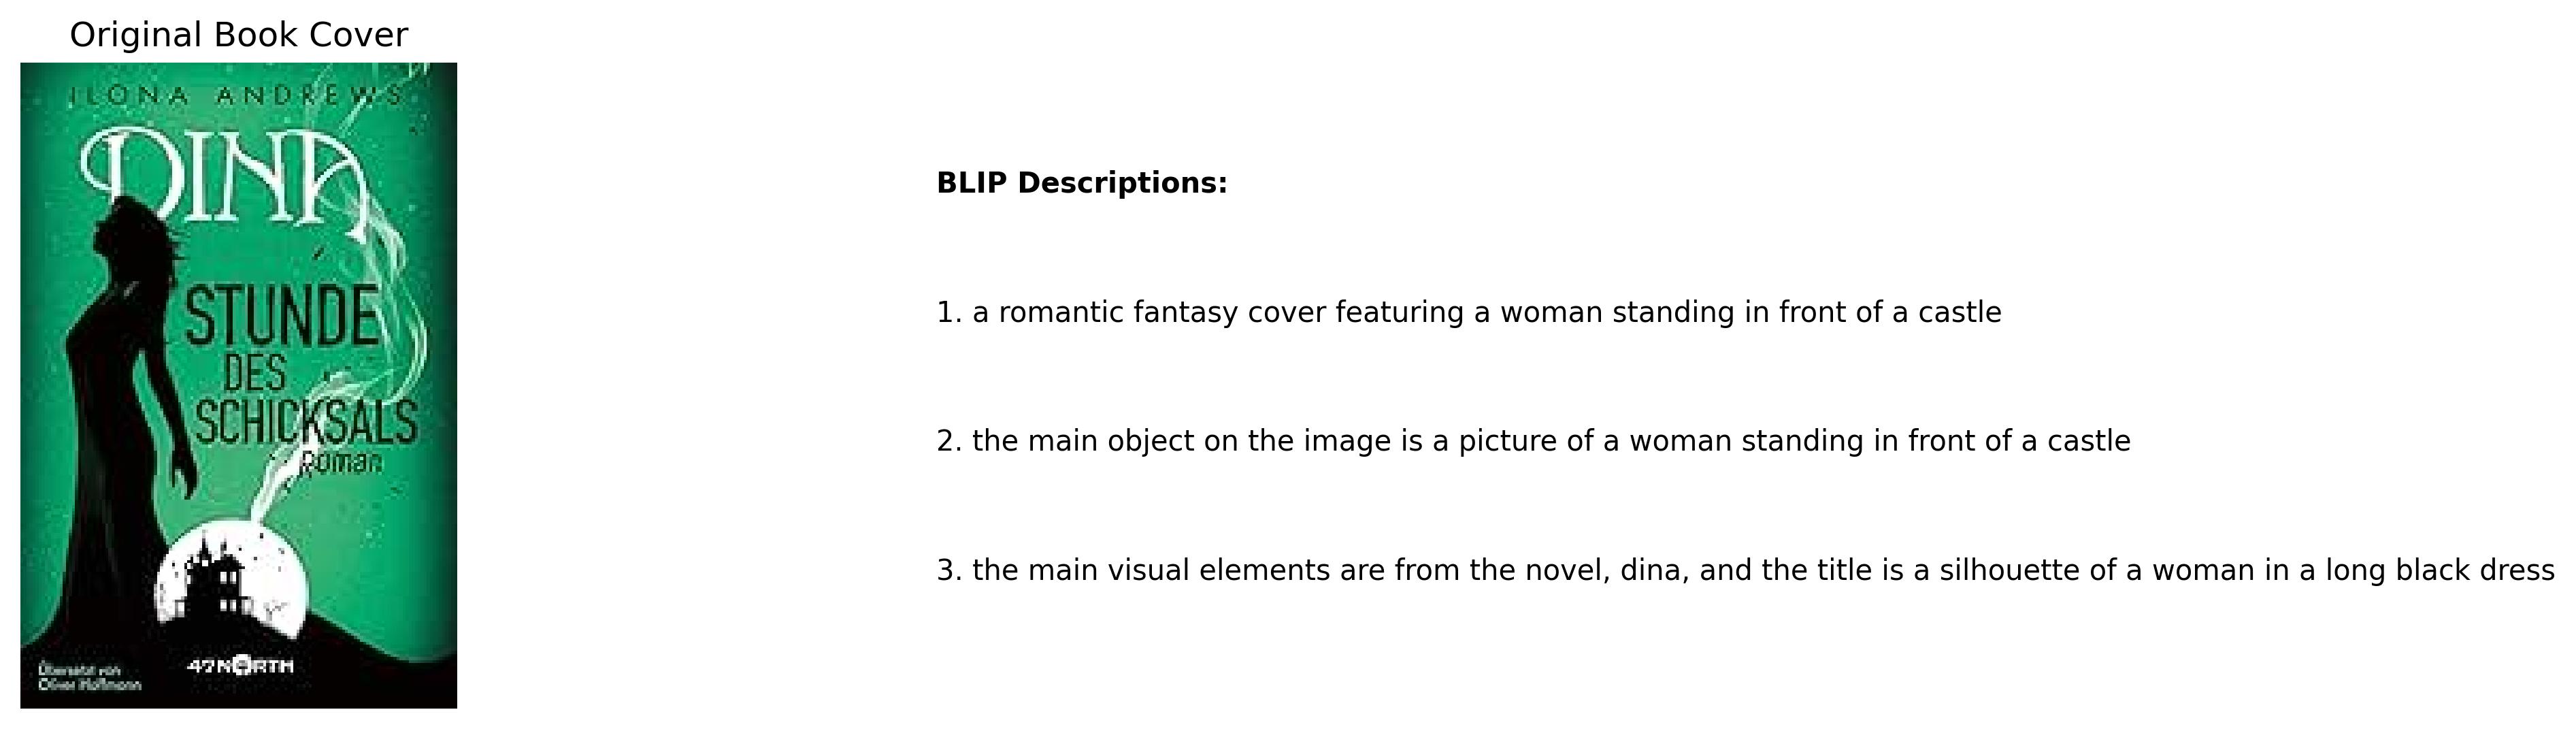 Original Book Cover
ILONA ANDREWS
DINA
STUNDE
DES
SCHICKSALS
Roman
Übersetzt von
Oliver Hoffmann
47NORTH
BLIP Descriptions:
1. a romantic fantasy cover featuring a woman standing in front of a castle
2. the main object on the image is a picture of a woman standing in front of a castle
3. the main visual elements are from the novel, dina, and the title is a silhouette of a woman in a long black dress